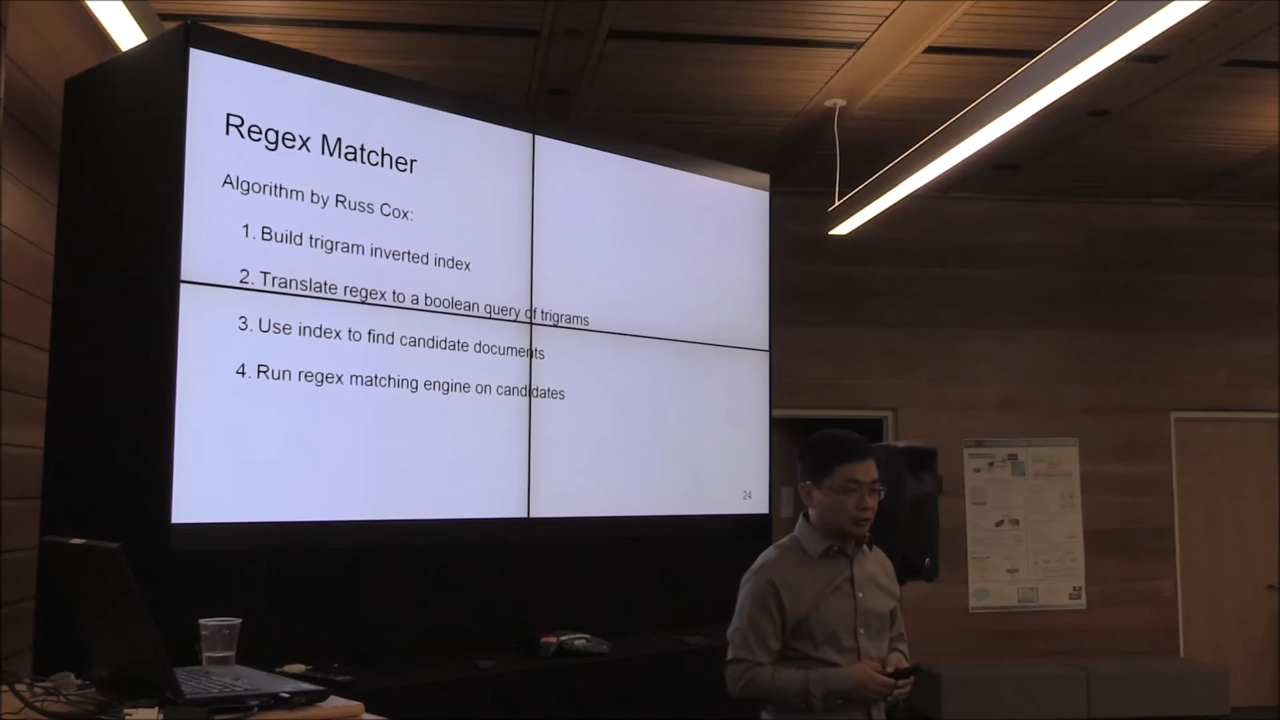 Regex Matcher
Algorithm by Russ Cox:
1. Build trigram inverted index
2. Translate regex to a boolean query of trigrams
3. Use index to find candidate documents
4. Run regex matching engine on candidates
24